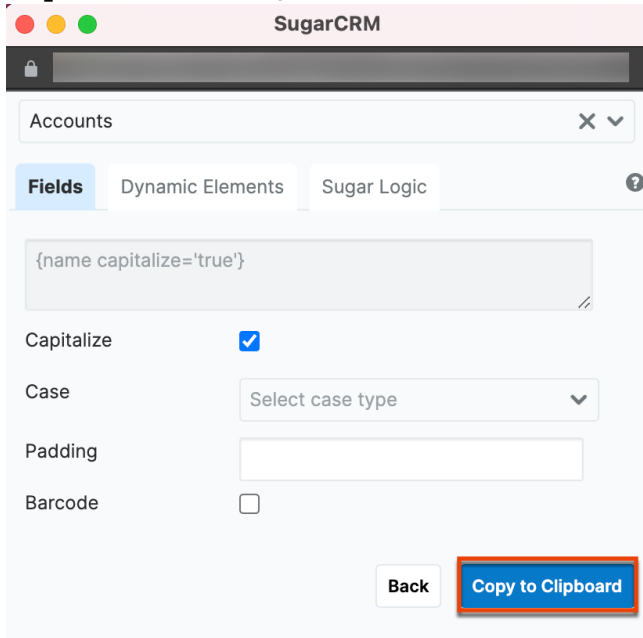 SugarCRM
Accounts
Fields Dynamic Elements Sugar Logic ?
{name capitalize='true'}
Capitalize
Case Select case type
Padding
Barcode
Back Copy to Clipboard